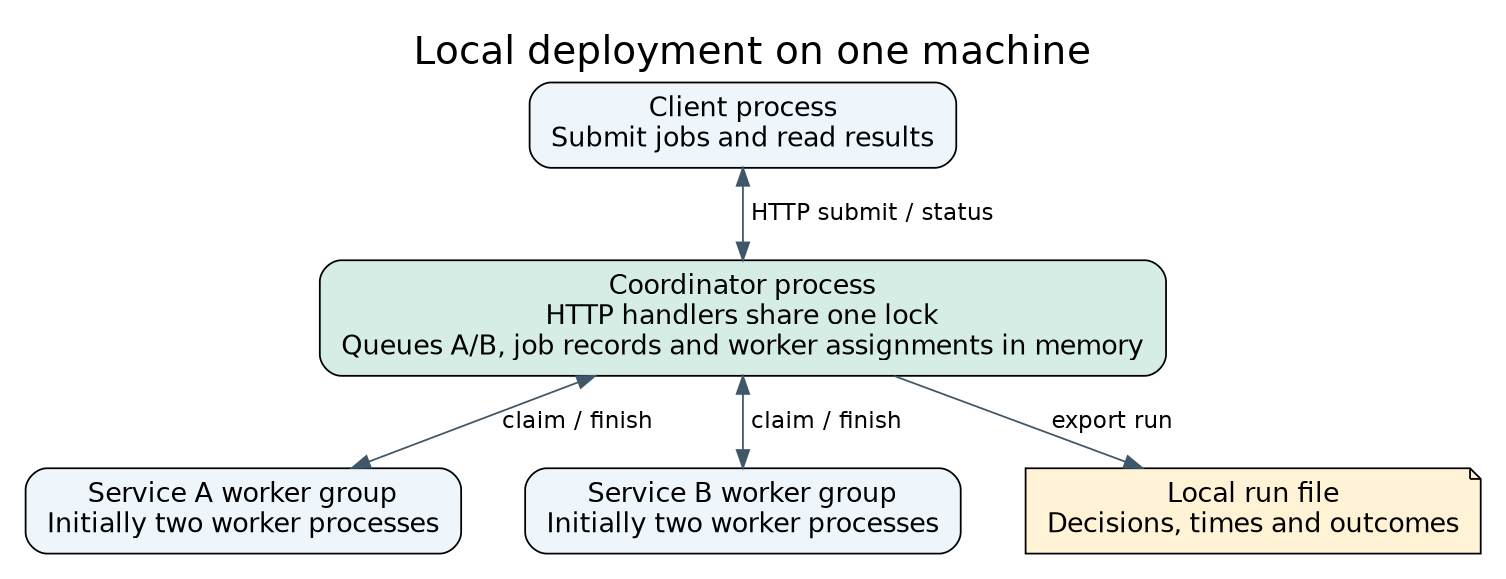 Local deployment on one machine
Client process
Submit jobs and read results
HTTP submit / status
Coordinator process
HTTP handlers share one lock
Queues A/B, job records and worker assignments in memory
claim / finish
claim / finish
export run
Service A worker group
Initially two worker processes
Service B worker group
Initially two worker processes
Local run file
Decisions, times and outcomes